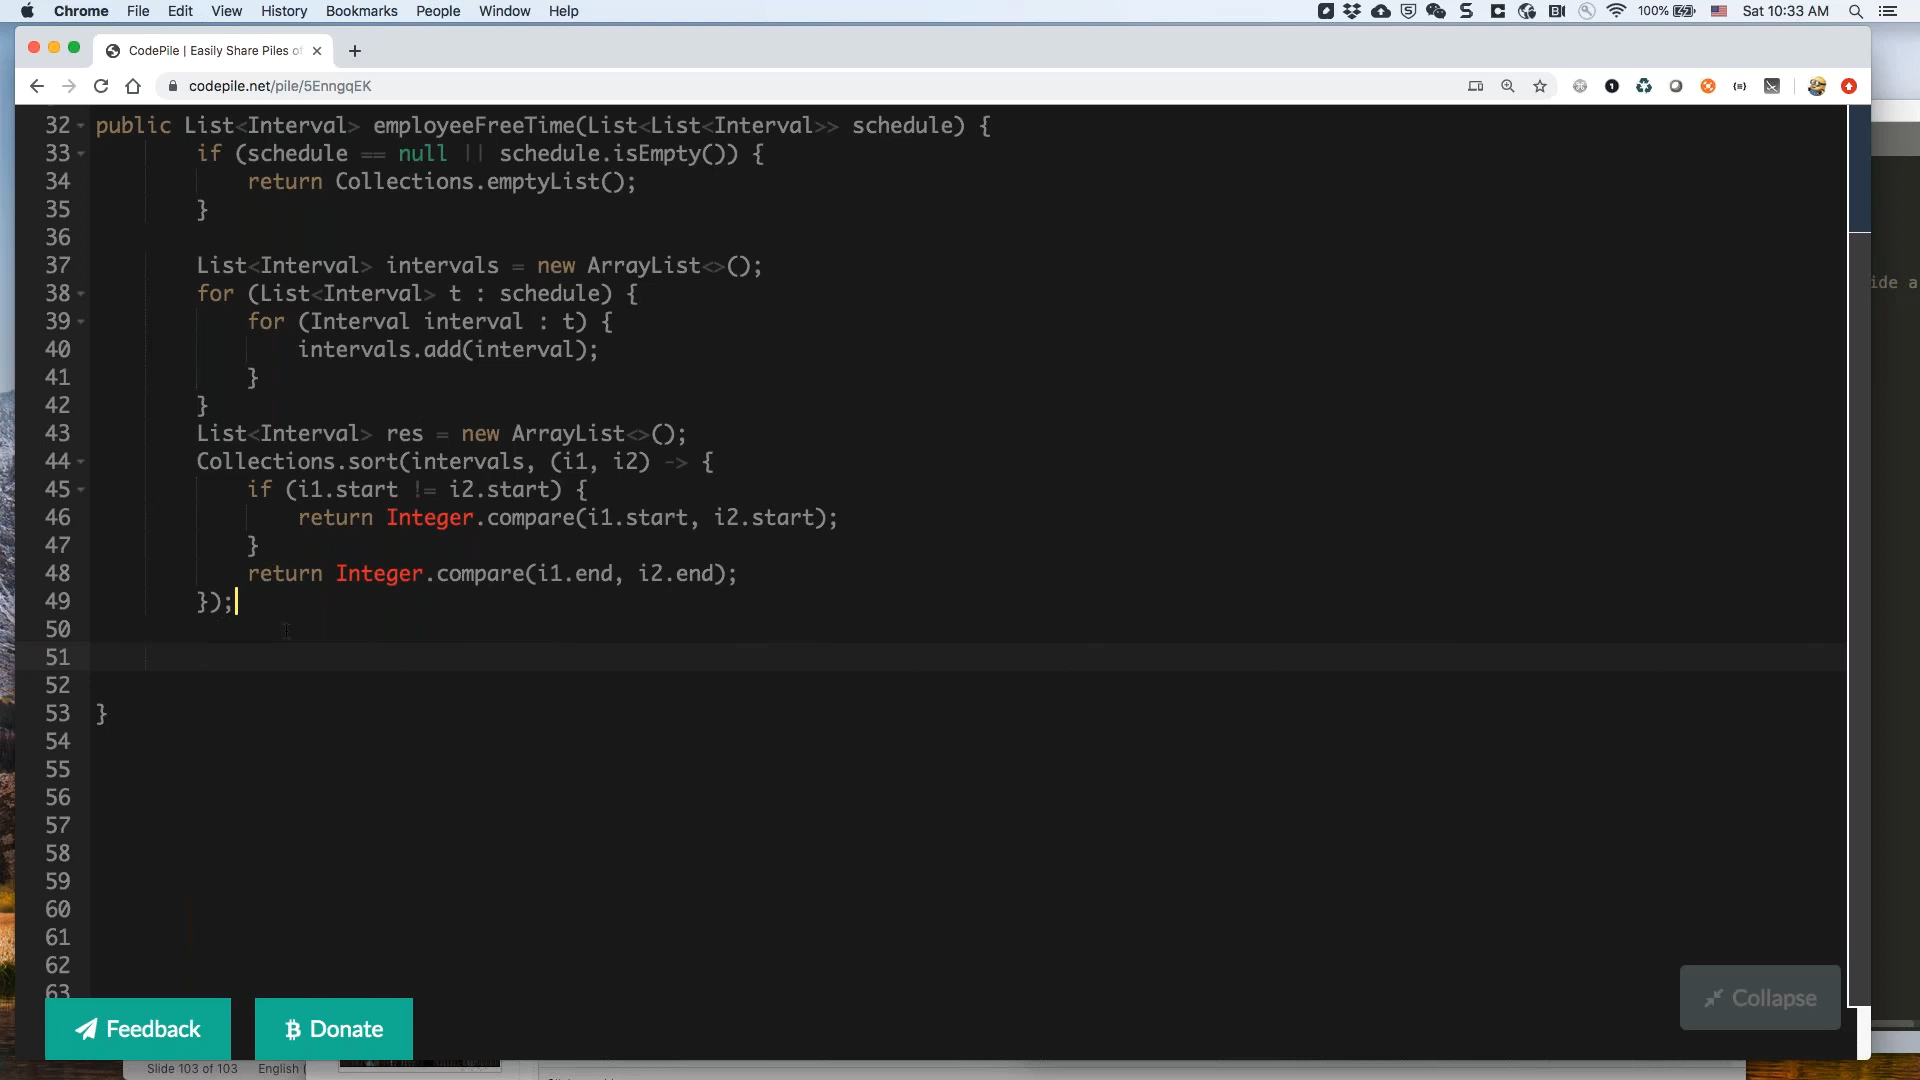 Chrome File Edit View History Bookmarks People Window Help 100% Sat 10:33 AM
CodePile | Easily Share Piles of
codepile.net/pile/5EnngqEK
32 public List<Interval> employeeFreeTime(List<List<Interval>> schedule) {
33 if (schedule == null || schedule.isEmpty()) {
34 return Collections.emptyList();
35 }
36
37 List<Interval> intervals = new ArrayList<>();
38 for (List<Interval> t : schedule) {
39 for (Interval interval : t) {
40 intervals.add(interval);
41 }
42 }
43 List<Interval> res = new ArrayList<>();
44 Collections.sort(intervals, (i1, i2) -> {
45 if (i1.start != i2.start) {
46 return Integer.compare(i1.start, i2.start);
47 }
48 return Integer.compare(i1.end, i2.end);
49 });
50
51
52
53 }
54
55
56
57
58
59
60
61
62
63
ide a
Collapse
Feedback Donate
Slide 103 of 103 English (